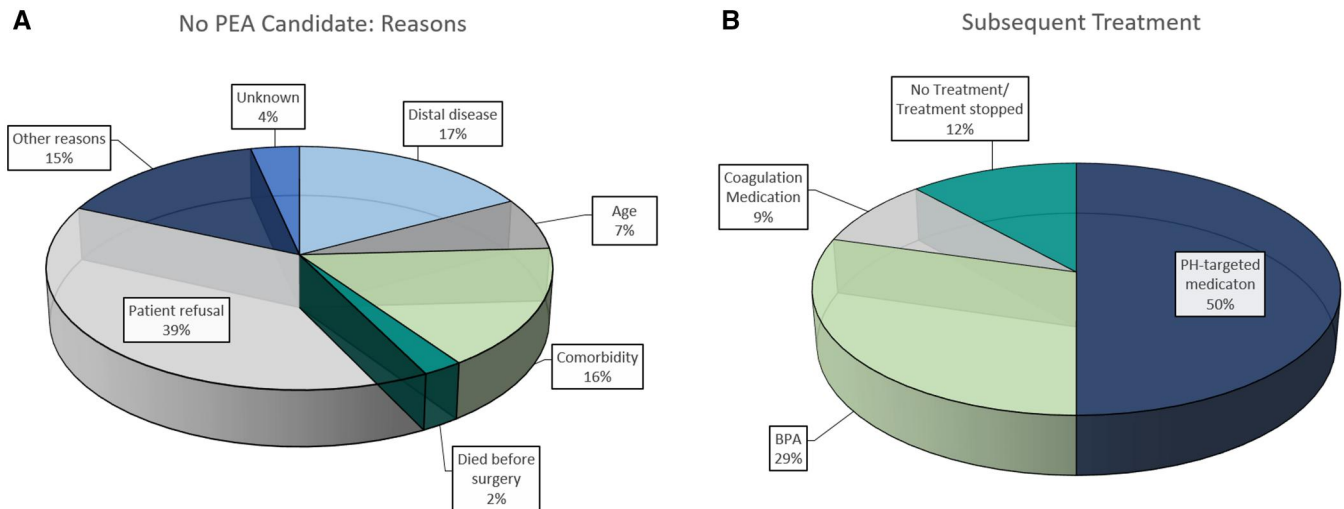 A
No PEA Candidate: Reasons
Unknown
4%
Distal disease
17%
Other reasons
15%
Age
7%
Patient refusal
39%
Comorbidity
16%
Died before
surgery
2%
B
Subsequent Treatment
No Treatment/
Treatment stopped
12%
Coagulation
Medication
9%
PH-targeted
medicaton
50%
BPA
29%